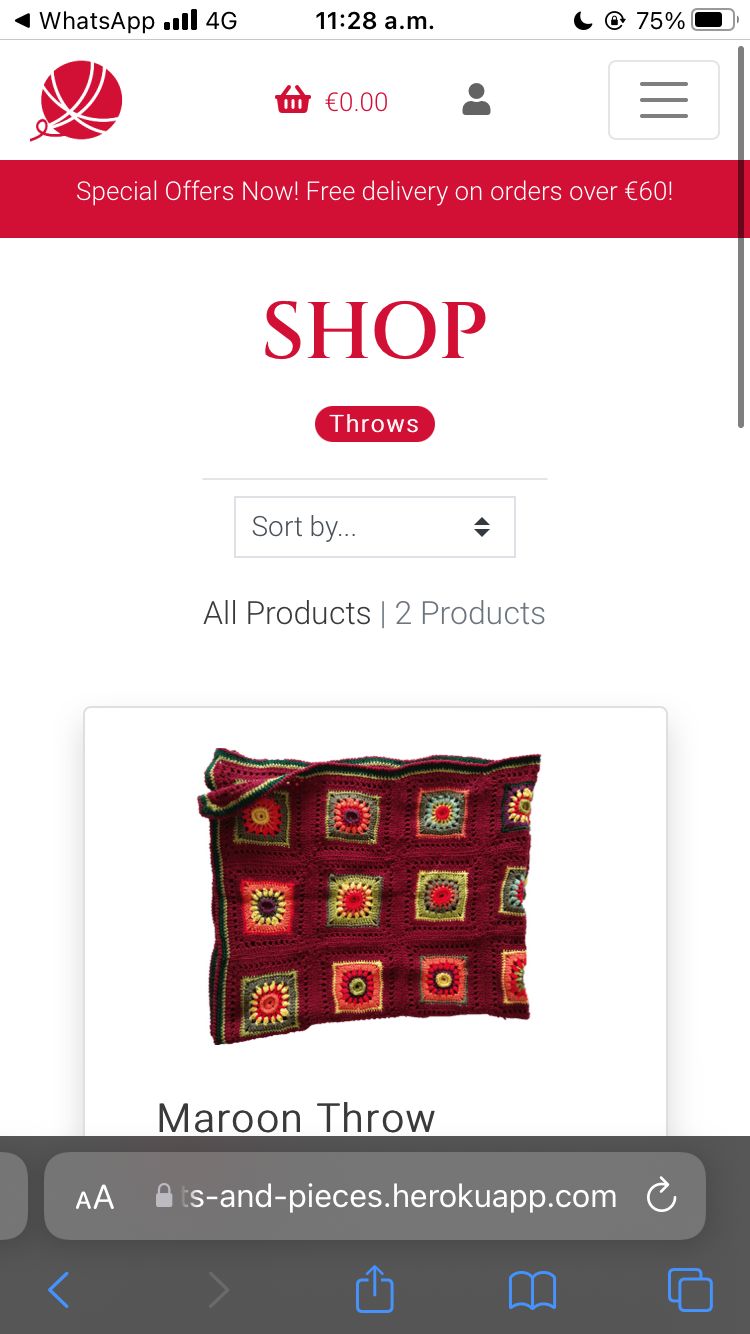 WhatsApp 4G 11:28 a.m. 75%
€0.00
Special Offers Now! Free delivery on orders over €60!
SHOP
Throws
Sort by...
All Products | 2 Products
Maroon Throw
AA ts-and-pieces.herokuapp.com